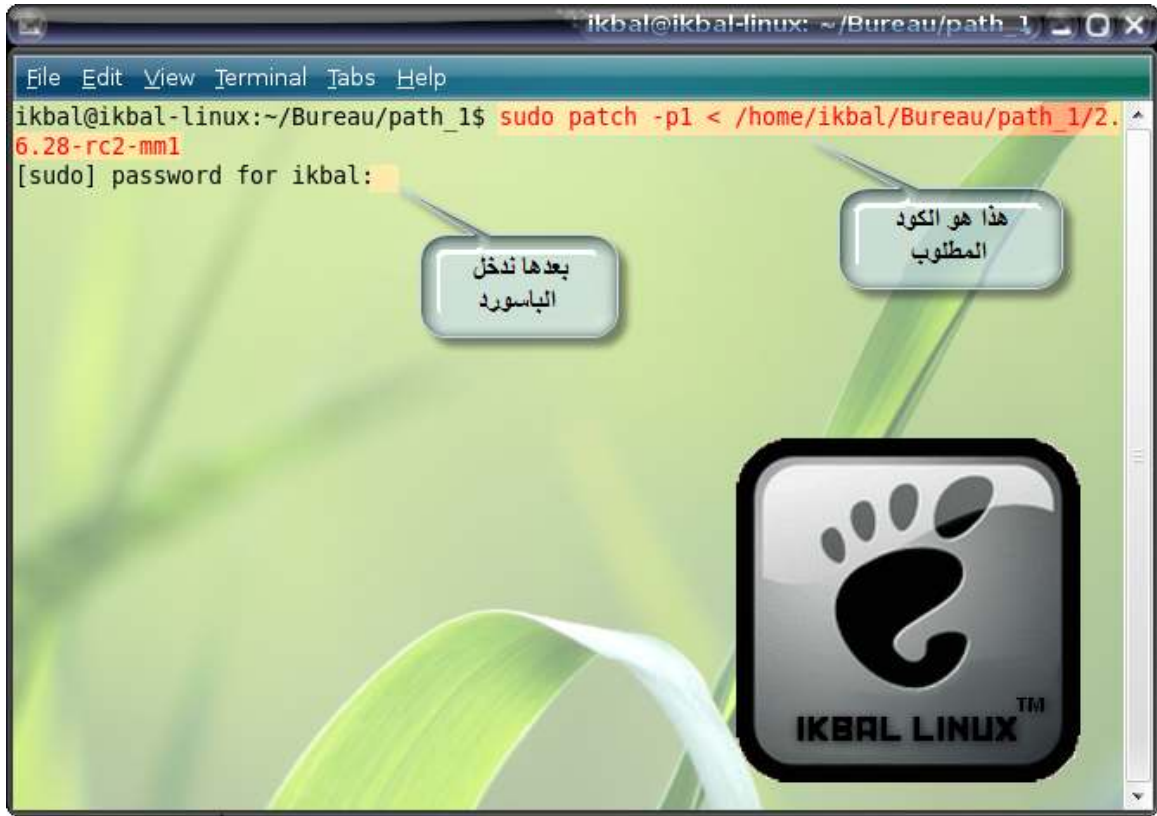 ikbal@ikbal-linux: ~/Bureau/path_1
File Edit View Terminal Tabs Help
ikbal@ikbal-linux:~/Bureau/path_1$ sudo patch -p1 < /home/ikbal/Bureau/path_1/2.
6.28-rc2-mm1
[sudo] password for ikbal:
هذا هو الكود
المطلوب
بعدها ندخل
الباسورد
IKBAL LINUX TM